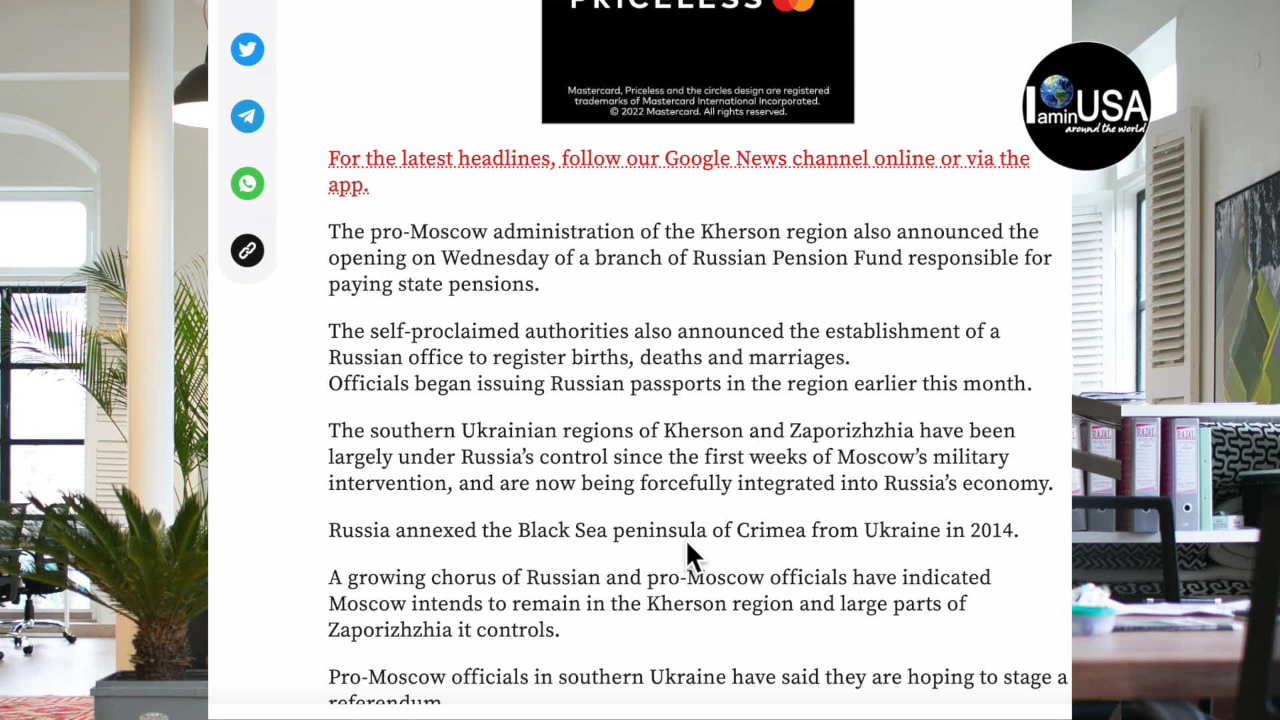 PRICELESS
Mastercard, Priceless and the circles design are registered
trademarks of Mastercard International Incorporated.
© 2022 Mastercard. All rights reserved.
IaminUSA
around the world
For the latest headlines, follow our Google News channel online or via the
app.
The pro-Moscow administration of the Kherson region also announced the
opening on Wednesday of a branch of Russian Pension Fund responsible for
paying state pensions.
The self-proclaimed authorities also announced the establishment of a
Russian office to register births, deaths and marriages.
Officials began issuing Russian passports in the region earlier this month.
The southern Ukrainian regions of Kherson and Zaporizhzhia have been
largely under Russia’s control since the first weeks of Moscow’s military
intervention, and are now being forcefully integrated into Russia’s economy.
Russia annexed the Black Sea peninsula of Crimea from Ukraine in 2014.
A growing chorus of Russian and pro-Moscow officials have indicated
Moscow intends to remain in the Kherson region and large parts of
Zaporizhzhia it controls.
Pro-Moscow officials in southern Ukraine have said they are hoping to stage a
referendum